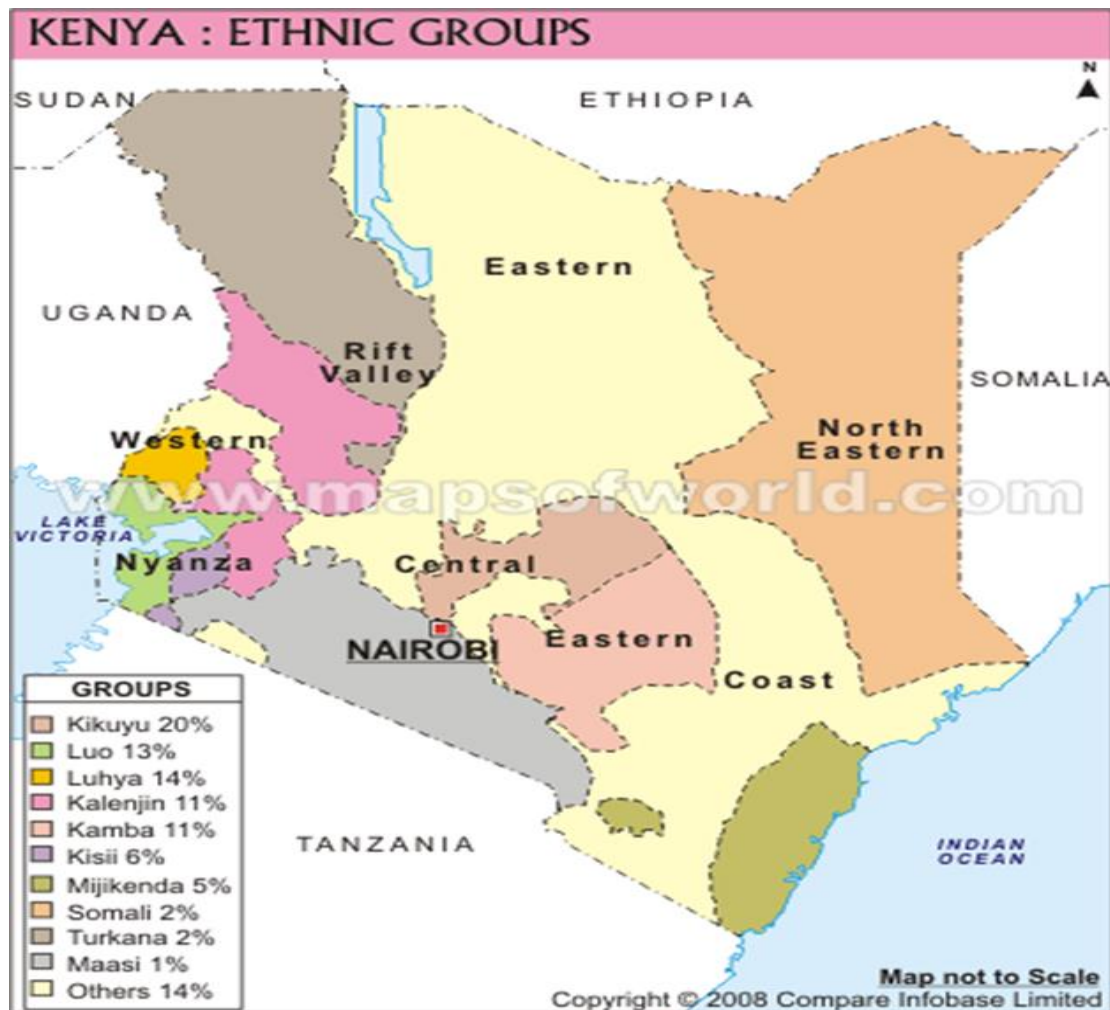 KENYA : ETHNIC GROUPS
N
SUDAN
ETHIOPIA
Eastern
UGANDA
Rift
Valley
SOMALIA
Western
North
Eastern
www.mapsofworld.com
LAKE
VICTORIA
Nyanza
Central
Eastern
NAIROBI
Coast
GROUPS
Kikuyu 20%
Luo 13%
Luhya 14%
Kalenjin 11%
Kamba 11%
Kisii 6%
Mijikenda 5%
Somali 2%
Turkana 2%
Maasi 1%
Others 14%
TANZANIA
INDIAN
OCEAN
Map not to Scale
Copyright © 2008 Compare Infobase Limited